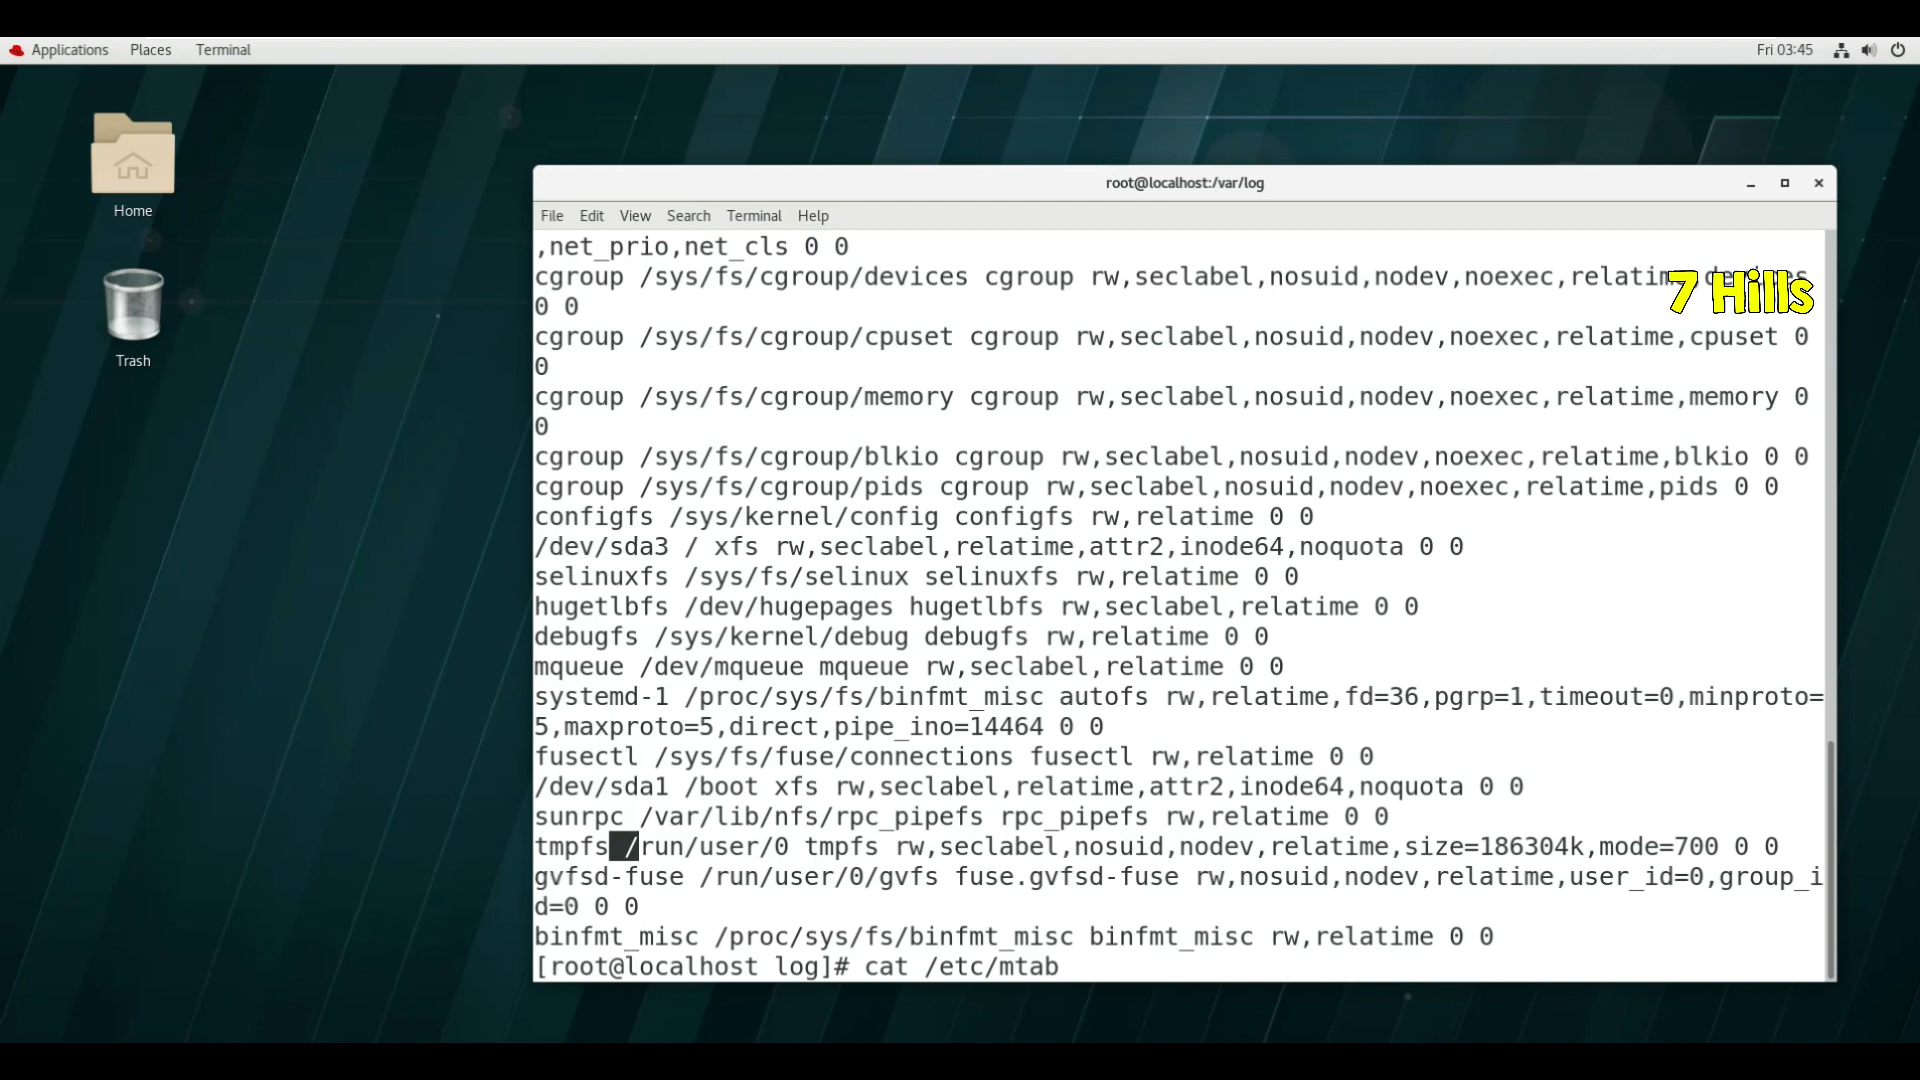 Applications Places Terminal Fri 03:45
Home
Trash
root@localhost:/var/log
File Edit View Search Terminal Help
,net_prio,net_cls 0 0
cgroup /sys/fs/cgroup/devices cgroup rw,seclabel,nosuid,nodev,noexec,relatime,devices
0 0
7 Hills
cgroup /sys/fs/cgroup/cpuset cgroup rw,seclabel,nosuid,nodev,noexec,relatime,cpuset 0
0
cgroup /sys/fs/cgroup/memory cgroup rw,seclabel,nosuid,nodev,noexec,relatime,memory 0
0
cgroup /sys/fs/cgroup/blkio cgroup rw,seclabel,nosuid,nodev,noexec,relatime,blkio 0 0
cgroup /sys/fs/cgroup/pids cgroup rw,seclabel,nosuid,nodev,noexec,relatime,pids 0 0
configfs /sys/kernel/config configfs rw,relatime 0 0
/dev/sda3 / xfs rw,seclabel,relatime,attr2,inode64,noquota 0 0
selinuxfs /sys/fs/selinux selinuxfs rw,relatime 0 0
hugetlbfs /dev/hugepages hugetlbfs rw,seclabel,relatime 0 0
debugfs /sys/kernel/debug debugfs rw,relatime 0 0
mqueue /dev/mqueue mqueue rw,seclabel,relatime 0 0
systemd-1 /proc/sys/fs/binfmt_misc autofs rw,relatime,fd=36,pgrp=1,timeout=0,minproto=
5,maxproto=5,direct,pipe_ino=14464 0 0
fusectl /sys/fs/fuse/connections fusectl rw,relatime 0 0
/dev/sda1 /boot xfs rw,seclabel,relatime,attr2,inode64,noquota 0 0
sunrpc /var/lib/nfs/rpc_pipefs rpc_pipefs rw,relatime 0 0
tmpfs /run/user/0 tmpfs rw,seclabel,nosuid,nodev,relatime,size=186304k,mode=700 0 0
gvfsd-fuse /run/user/0/gvfs fuse.gvfsd-fuse rw,nosuid,nodev,relatime,user_id=0,group_i
d=0 0 0
binfmt_misc /proc/sys/fs/binfmt_misc binfmt_misc rw,relatime 0 0
[root@localhost log]# cat /etc/mtab